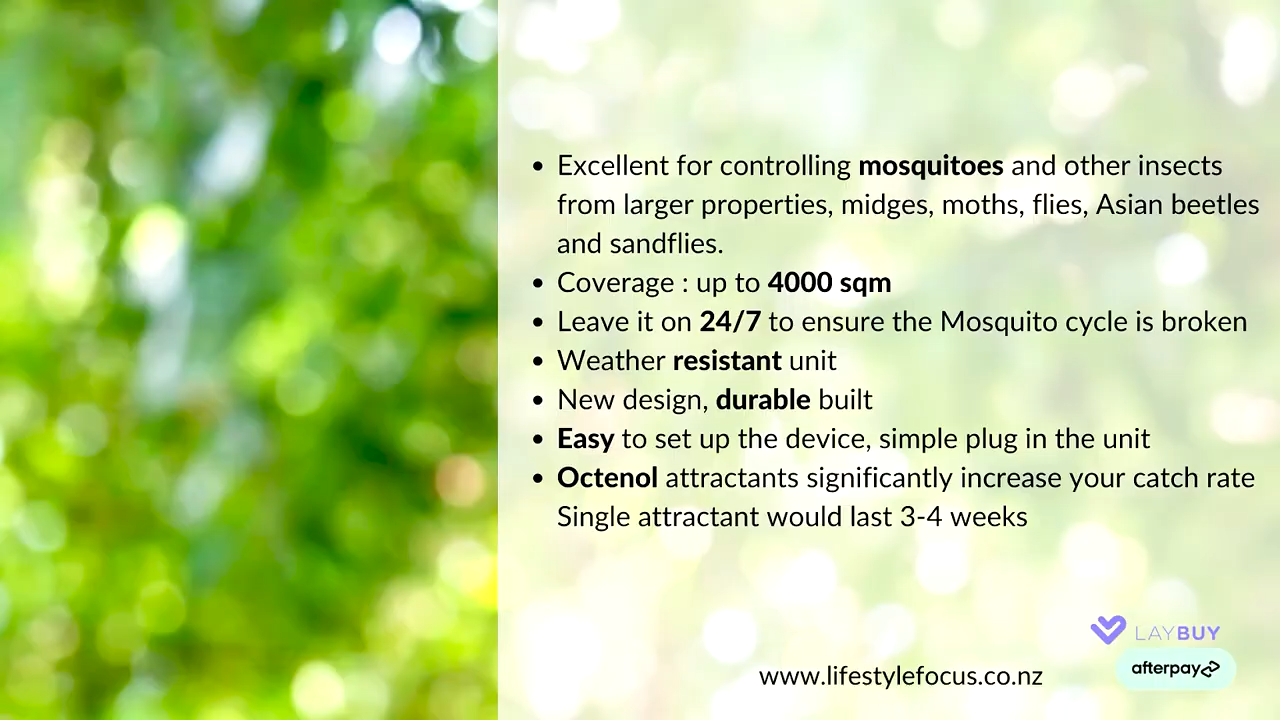 • Excellent for controlling mosquitoes and other insects
from larger properties, midges, moths, flies, Asian beetles
and sandflies.
• Coverage : up to 4000 sqm
• Leave it on 24/7 to ensure the Mosquito cycle is broken
• Weather resistant unit
• New design, durable built
• Easy to set up the device, simple plug in the unit
• Octenol attractants significantly increase your catch rate
Single attractant would last 3-4 weeks
LAYBUY
afterpay
www.lifestylefocus.co.nz